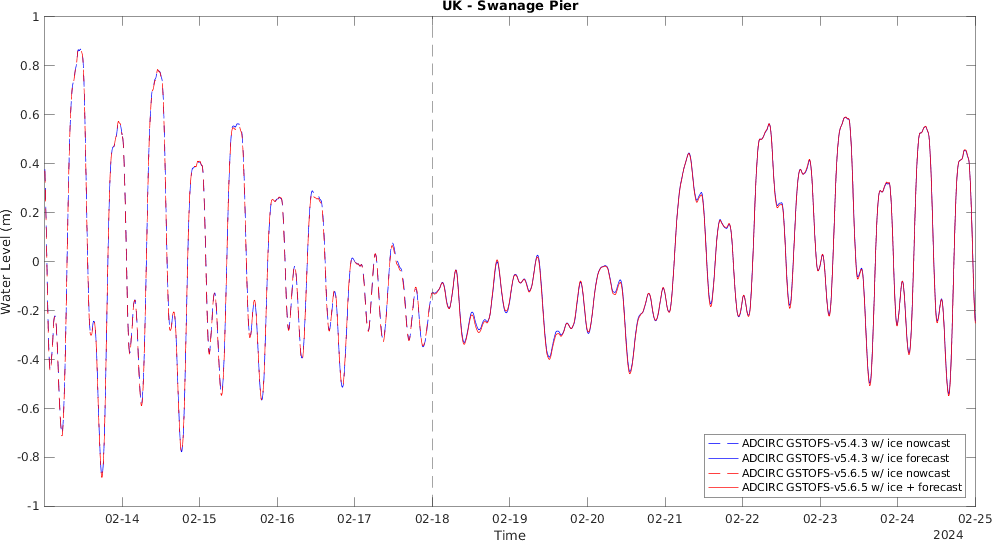 UK - Swanage Pier
1
0.8
0.6
0.4
0.2
0
-0.2
-0.4
-0.6
-0.8
-1
Water Level (m)
ADCIRC GSTOFS-v5.4.3 w/ ice nowcast
ADCIRC GSTOFS-v5.4.3 w/ ice forecast
ADCIRC GSTOFS-v5.6.5 w/ ice nowcast
ADCIRC GSTOFS-v5.6.5 w/ ice + forecast
02-14 02-15 02-16 02-17 02-18 02-19 02-20 02-21 02-22 02-23 02-24 02-25
Time
2024